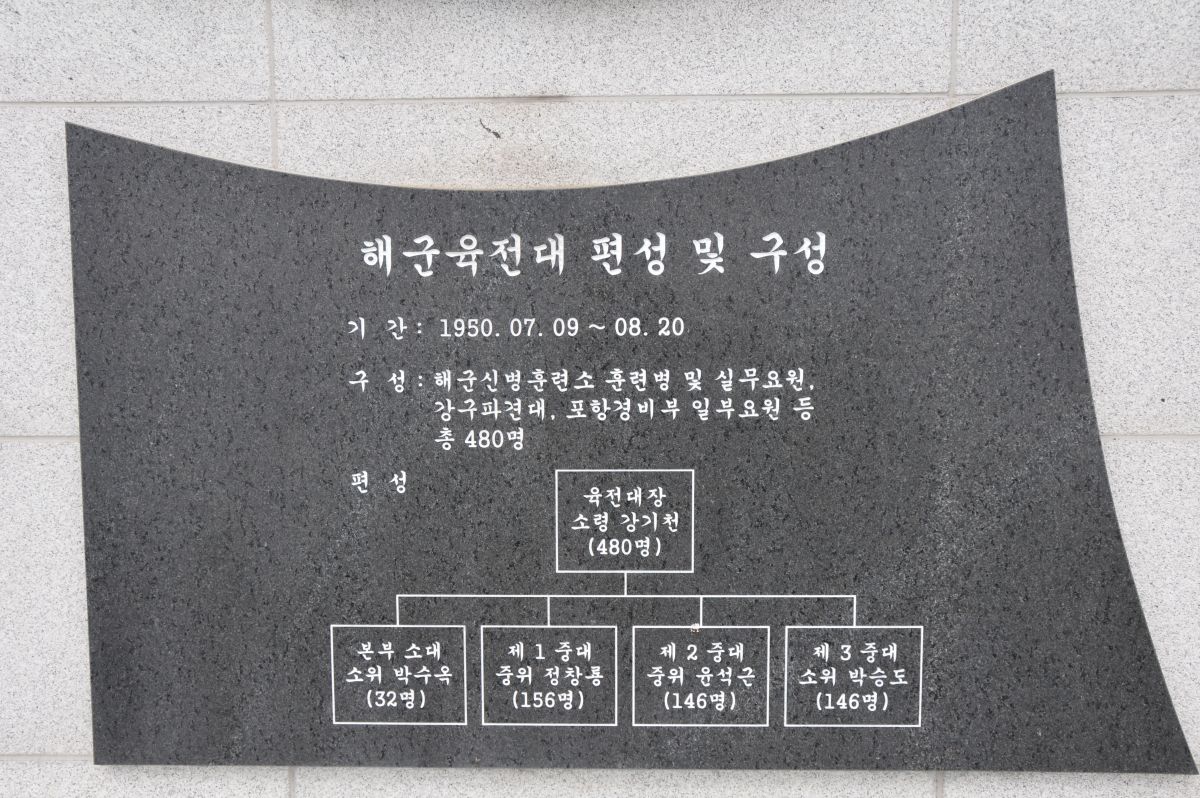 해군육전대 편성 및 구성
기 간 : 1950. 07. 09 ~ 08. 20
구 성 : 해군신병훈련소 훈련병 및 실무요원,
강구파견대, 포항경비부 일부요원 등
총 480명
편 성
육전대장
소령 강기천
(480명)
본부 소대
소위 박수옥
(32명)
제 1 중대
중위 정창룡
(156명)
제 2 중대
중위 윤석근
(146명)
제 3 중대
소위 박승도
(146명)